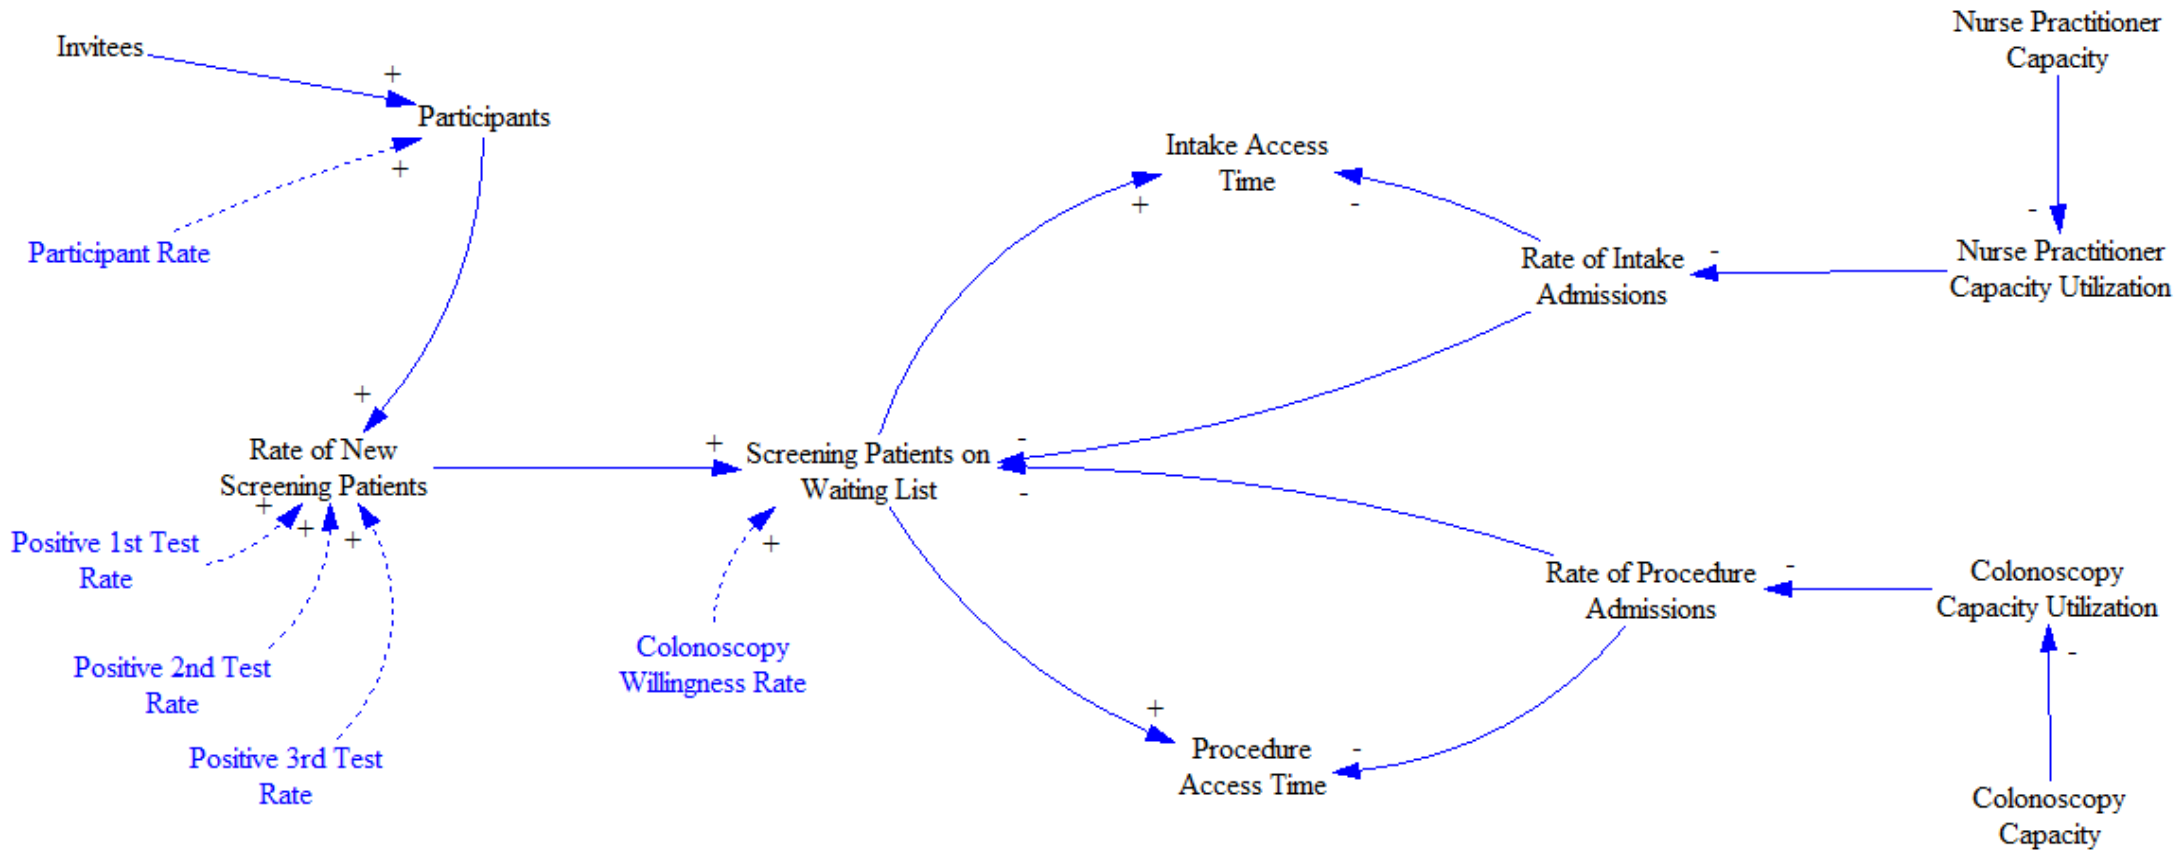 Invitees
+
Participants
+
Participant Rate
+
Rate of New
Screening Patients
+
+
+
Positive 1st Test
Rate
Positive 2nd Test
Rate
Positive 3rd Test
Rate
+
Screening Patients on
Waiting List
-
-
+
Colonoscopy
Willingness Rate
Intake Access
Time
+
-
Rate of Intake
Admissions
-
Nurse Practitioner
Capacity
-
Nurse Practitioner
Capacity Utilization
Rate of Procedure
Admissions
-
Colonoscopy
Capacity Utilization
-
Colonoscopy
Capacity
+
Procedure
Access Time
-